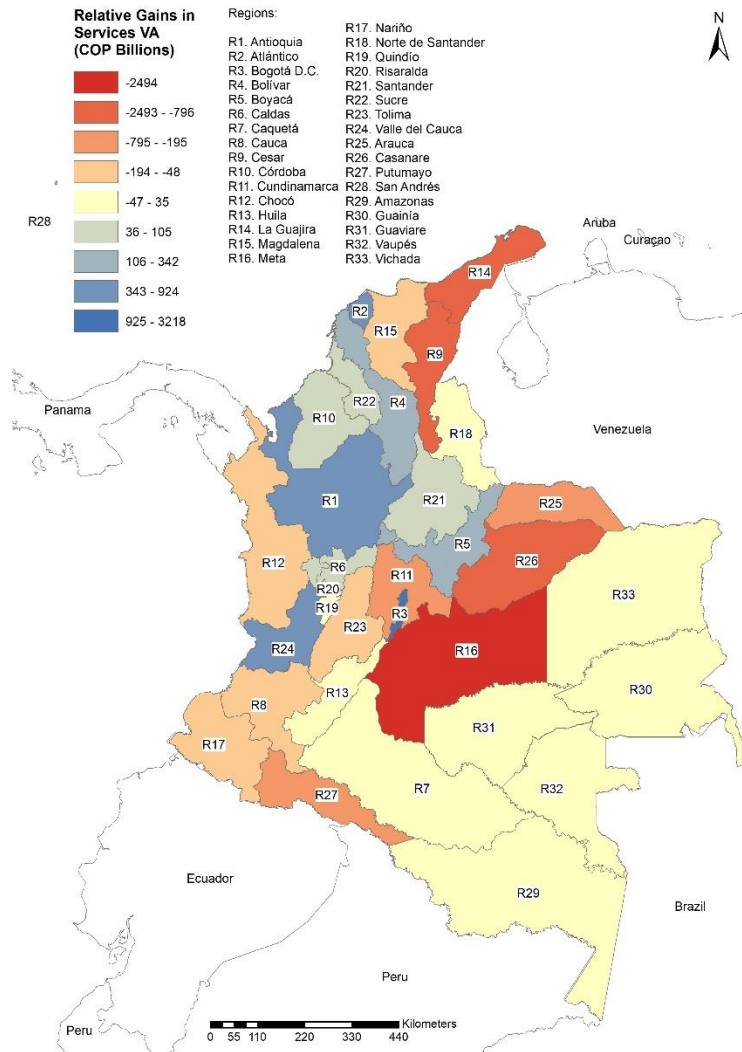 Relative Gains in
Services VA
(COP Billions)
-2494
-2493 - -796
-795 - -195
-194 - -48
-47 - 35
36 - 105
106 - 342
343 - 924
925 - 3218
Regions:
R1. Antioquia
R2. Atlántico
R3. Bogotá D.C.
R4. Bolívar
R5. Boyacá
R6. Caldas
R7. Caquetá
R8. Cauca
R9. Cesar
R10. Córdoba
R11. Cundinamarca
R12. Chocó
R13. Huila
R14. La Guajira
R15. Magdalena
R16. Meta
R17. Nariño
R18. Norte de Santander
R19. Quindío
R20. Risaralda
R21. Santander
R22. Sucre
R23. Tolima
R24. Valle del Cauca
R25. Arauca
R26. Casanare
R27. Putumayo
R28. San Andrés
R29. Amazonas
R30. Guainía
R31. Guaviare
R32. Vaupés
R33. Vichada
N
R28
Aruba
Curaçao
R14
R2
R15
R9
Panama
R22
R4
R10
R18
Venezuela
R1
R21
R25
R5
R12
R6
R11
R26
R20
R19
R3
R33
R23
R24
R16
R13
R30
R8
R31
R17
R7
R32
R27
Ecuador
R29
Brazil
Peru
Peru
Kilometers
0 55 110 220 330 440